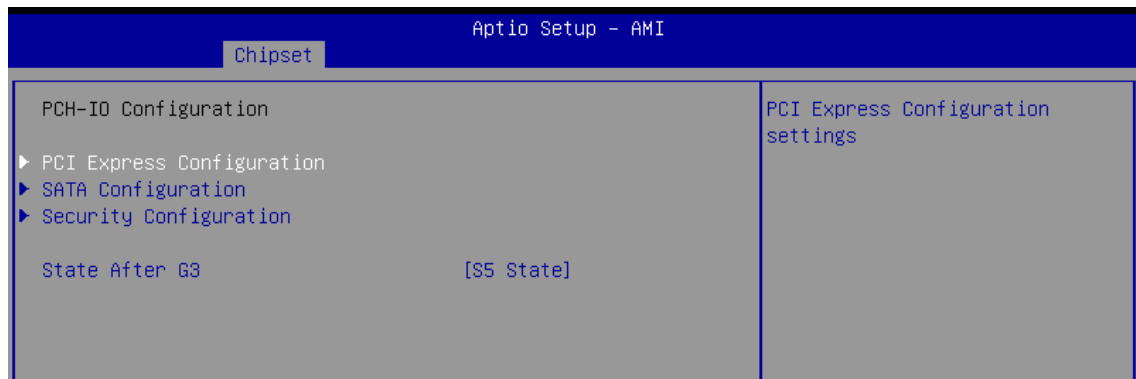 Aptio Setup – AMI
Chipset
PCH-IO Configuration
PCI Express Configuration
SATA Configuration
Security Configuration
State After G3 [S5 State]
PCI Express Configuration
settings